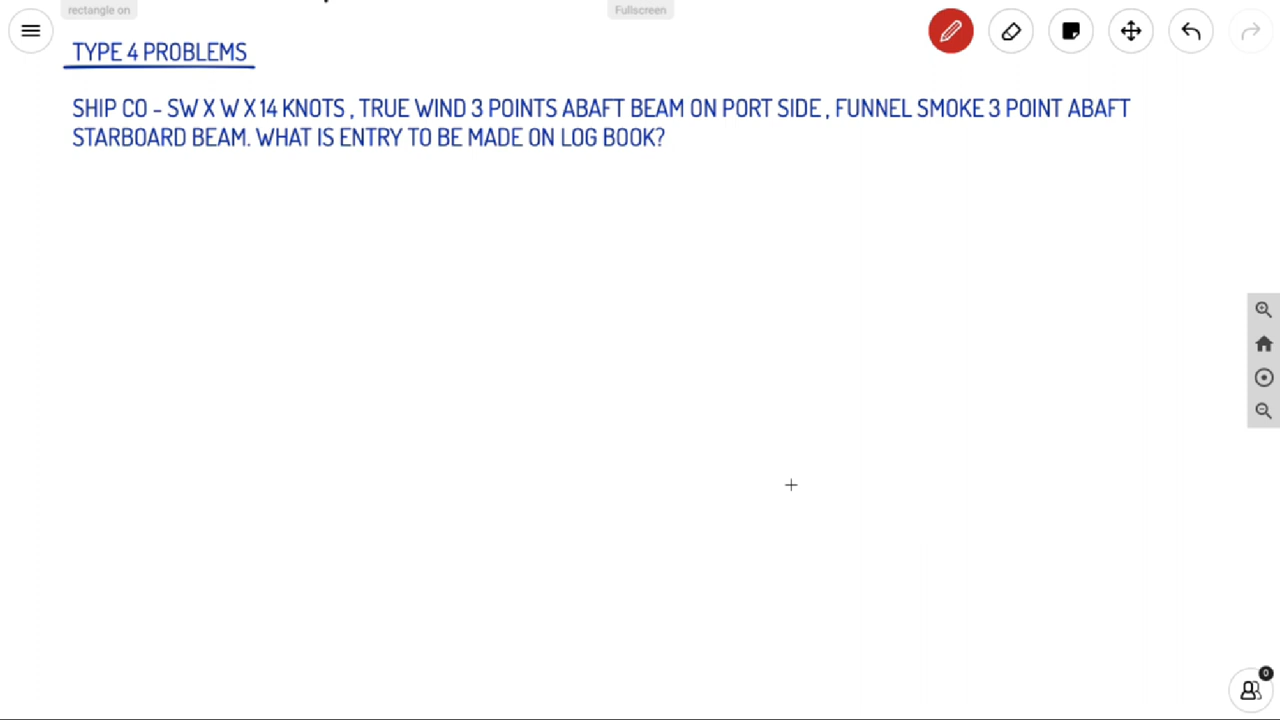 rectangle on
Fullscreen
TYPE 4 PROBLEMS
SHIP CO - SW X W X 14 KNOTS , TRUE WIND 3 POINTS ABAFT BEAM ON PORT SIDE , FUNNEL SMOKE 3 POINT ABAFT
STARBOARD BEAM. WHAT IS ENTRY TO BE MADE ON LOG BOOK?
0